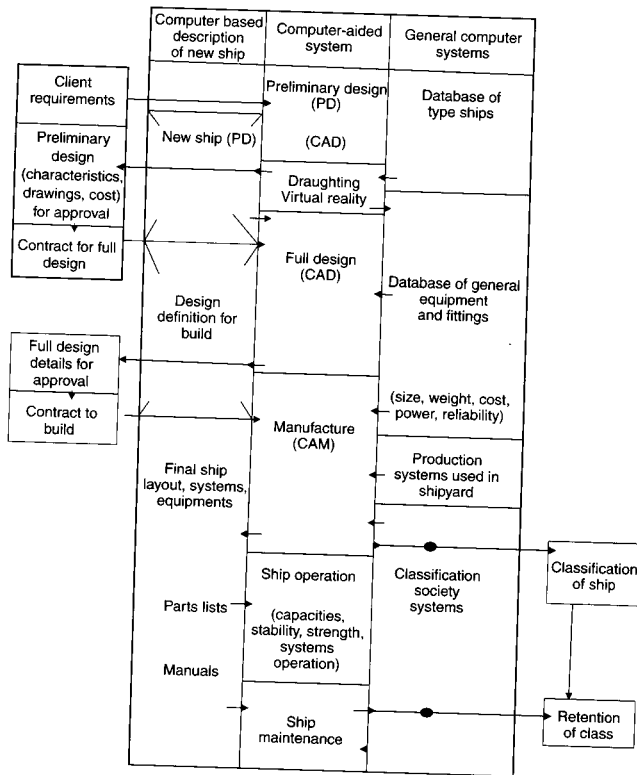 Computer based
description
of new ship
Computer-aided
system
General computer
systems
Client
requirements
Preliminary
design
(characteristics,
drawings, cost)
for approval
Contract for full
design
New ship (PD)
Preliminary design
(PD)
(CAD)
Database of
type ships
Draughting
Virtual reality
Full design
(CAD)
Design
definition for
build
Database of general
equipment
and fittings
(size, weight, cost,
power, reliability)
Full design
details for
approval
Contract to
build
Manufacture
(CAM)
Production
systems used in
shipyard
Final ship
layout, systems,
equipments
Classification
of ship
Ship operation
(capacities,
stability, strength,
systems
operation)
Classification
society
systems
Parts lists
Manuals
Ship
maintenance
Retention
of class